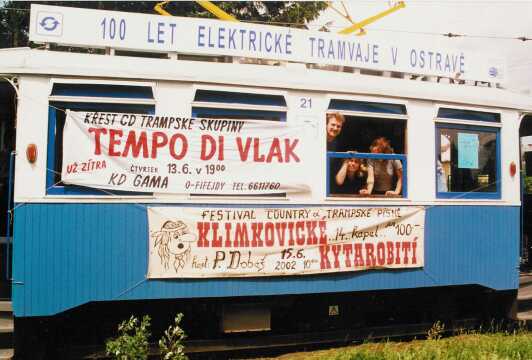 100 LET ELEKTRICKÉ TRAMVAJE V OSTRAVĚ
21
KŘEST CD TRAMPSKÉ SKUPINY
TEMPO DI VLAK
UŽ ZÍTRA ČTVRTEK 13.6. V 19⁰⁰
KD GAMA O-FIFEJDY TEL. 6611760
FESTIVAL COUNTRY a TRAMPSKÉ PÍSNĚ
KLIMKOVICKÉ ..14. Kapel.. 100-
Host: P. Dobeš 15.6. 2002 10⁰⁰ KYTAROBITÍ